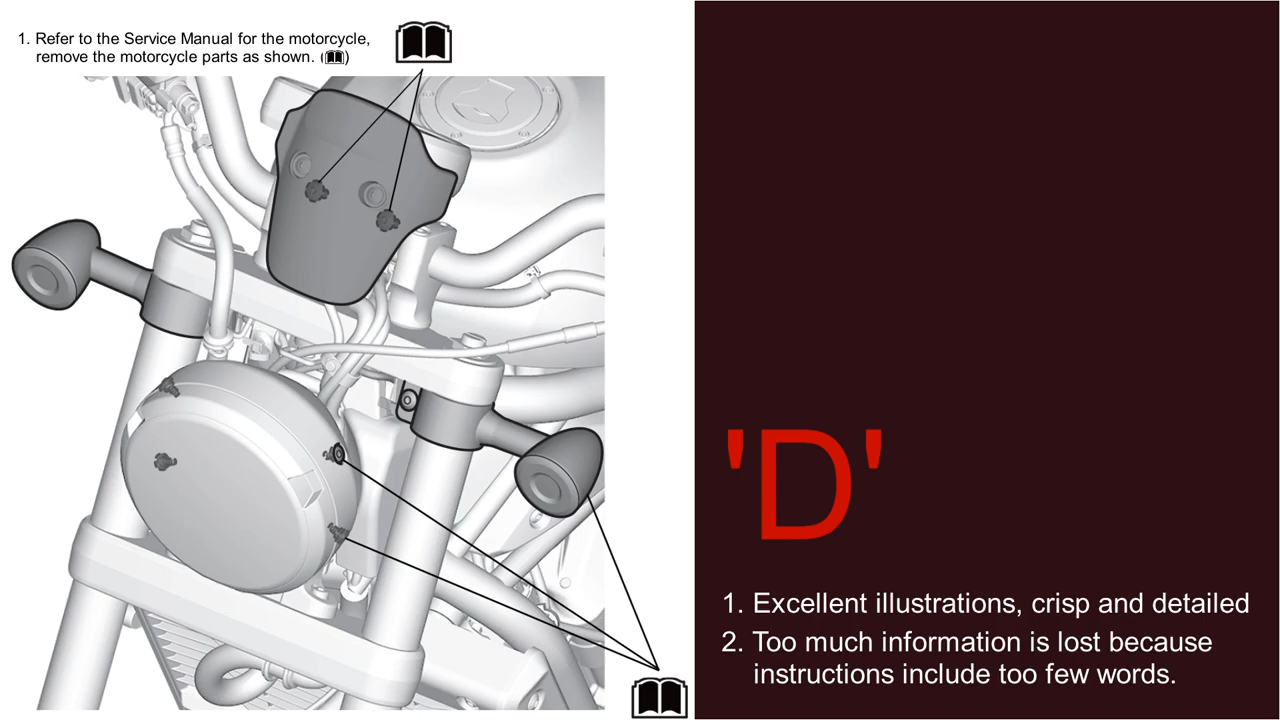 1. Refer to the Service Manual for the motorcycle,
remove the motorcycle parts as shown. ( )
'D'
1. Excellent illustrations, crisp and detailed
2. Too much information is lost because
instructions include too few words.